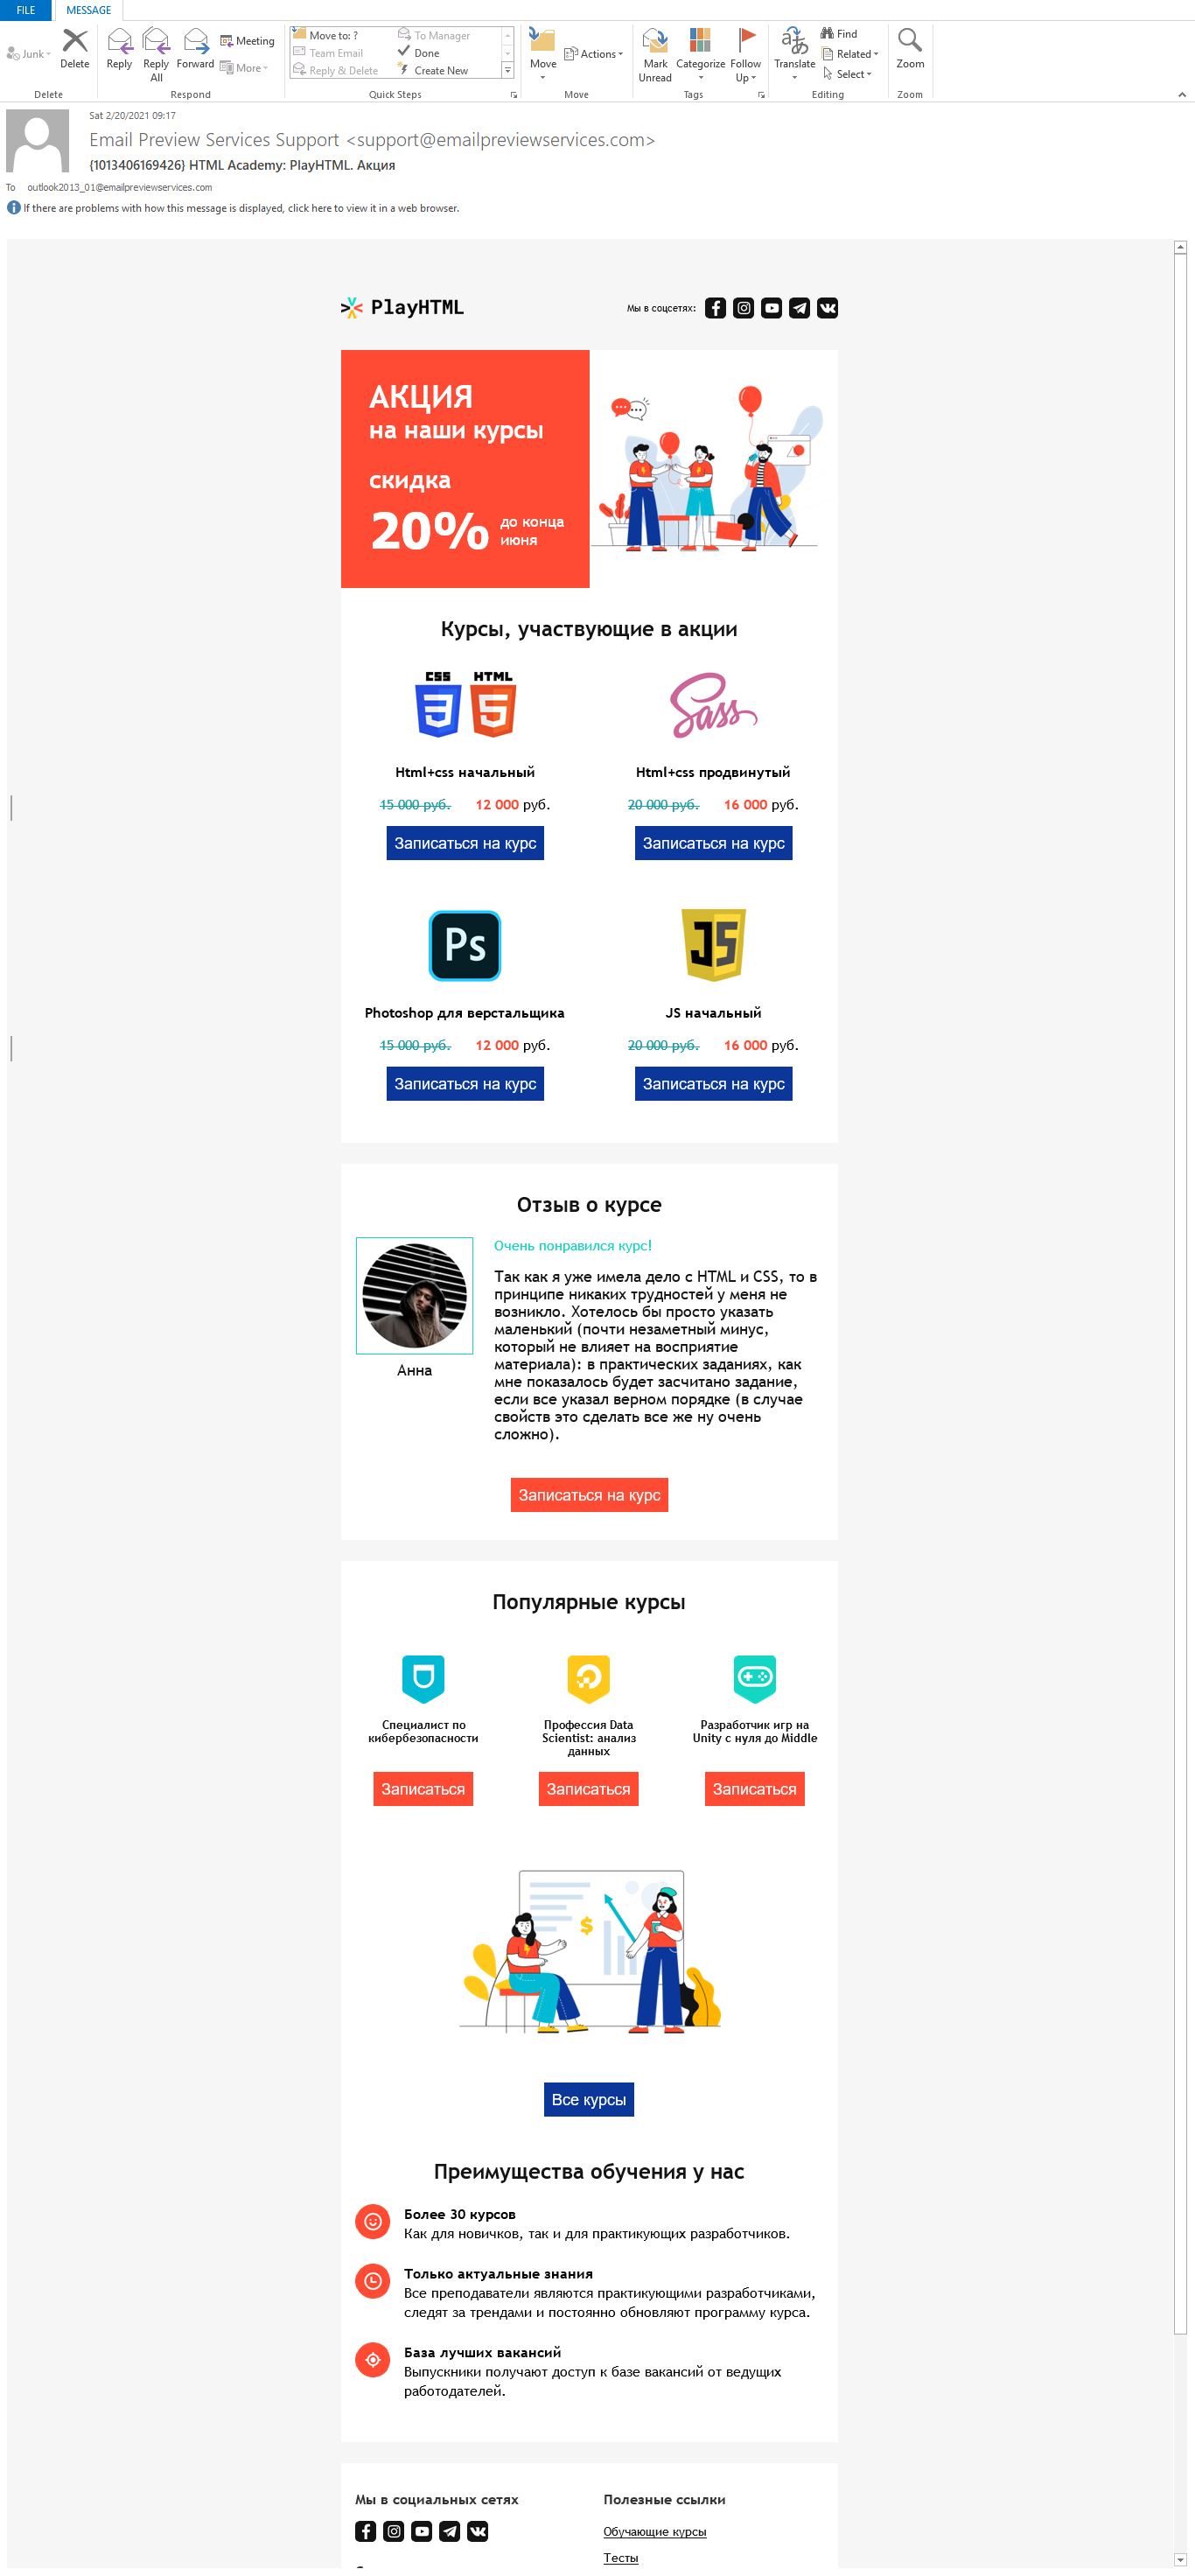 FILE MESSAGE
Junk
Delete
Reply
Reply All
Forward
Meeting
More
Move to: ?
Team Email
Reply & Delete
To Manager
Done
Create New
Move
Actions
Mark Unread
Categorize
Follow Up
Translate
Find
Related
Select
Zoom
Delete Respond Quick Steps Move Tags Editing Zoom
Sat 2/20/2021 09:17
Email Preview Services Support <support@emailpreviewservices.com>
{1013406169426} HTML Academy: PlayHTML. Акция
To outlook2013_01@emailpreviewservices.com
If there are problems with how this message is displayed, click here to view it in a web browser.
PlayHTML
Мы в соцсетях:
АКЦИЯ
на наши курсы
скидка
20% до конца
июня
Курсы, участвующие в акции
CSS HTML
Sass
Html+css начальный
Html+css продвинутый
15 000 руб. 12 000 руб.
20 000 руб. 16 000 руб.
Записаться на курс
Записаться на курс
Ps
JS
Photoshop для верстальщика
JS начальный
15 000 руб. 12 000 руб.
20 000 руб. 16 000 руб.
Записаться на курс
Записаться на курс
Отзыв о курсе
Анна
Очень понравился курс!
Так как я уже имела дело с HTML и CSS, то в
принципе никаких трудностей у меня не
возникло. Хотелось бы просто указать
маленький (почти незаметный минус,
который не влияет на восприятие
материала): в практических заданиях, как
мне показалось будет засчитано задание,
если все указал верном порядке (в случае
свойств это сделать все же ну очень
сложно).
Записаться на курс
Популярные курсы
Специалист по
кибербезопасности
Профессия Data
Scientist: анализ
данных
Разработчик игр на
Unity с нуля до Middle
Записаться
Записаться
Записаться
$
Все курсы
Преимущества обучения у нас
Более 30 курсов
Как для новичков, так и для практикующих разработчиков.
Только актуальные знания
Все преподаватели являются практикующими разработчиками,
следят за трендами и постоянно обновляют программу курса.
База лучших вакансий
Выпускники получают доступ к базе вакансий от ведущих
работодателей.
Мы в социальных сетях
Полезные ссылки
Обучающие курсы
Тесты